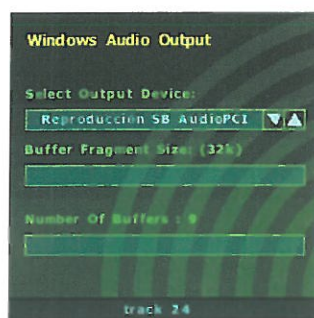 Windows Audio Output
Select Output Device:
Reproducción SB AudioPCI
Buffer Fragment Size: (32k)
Number Of Buffers : 9
track 24